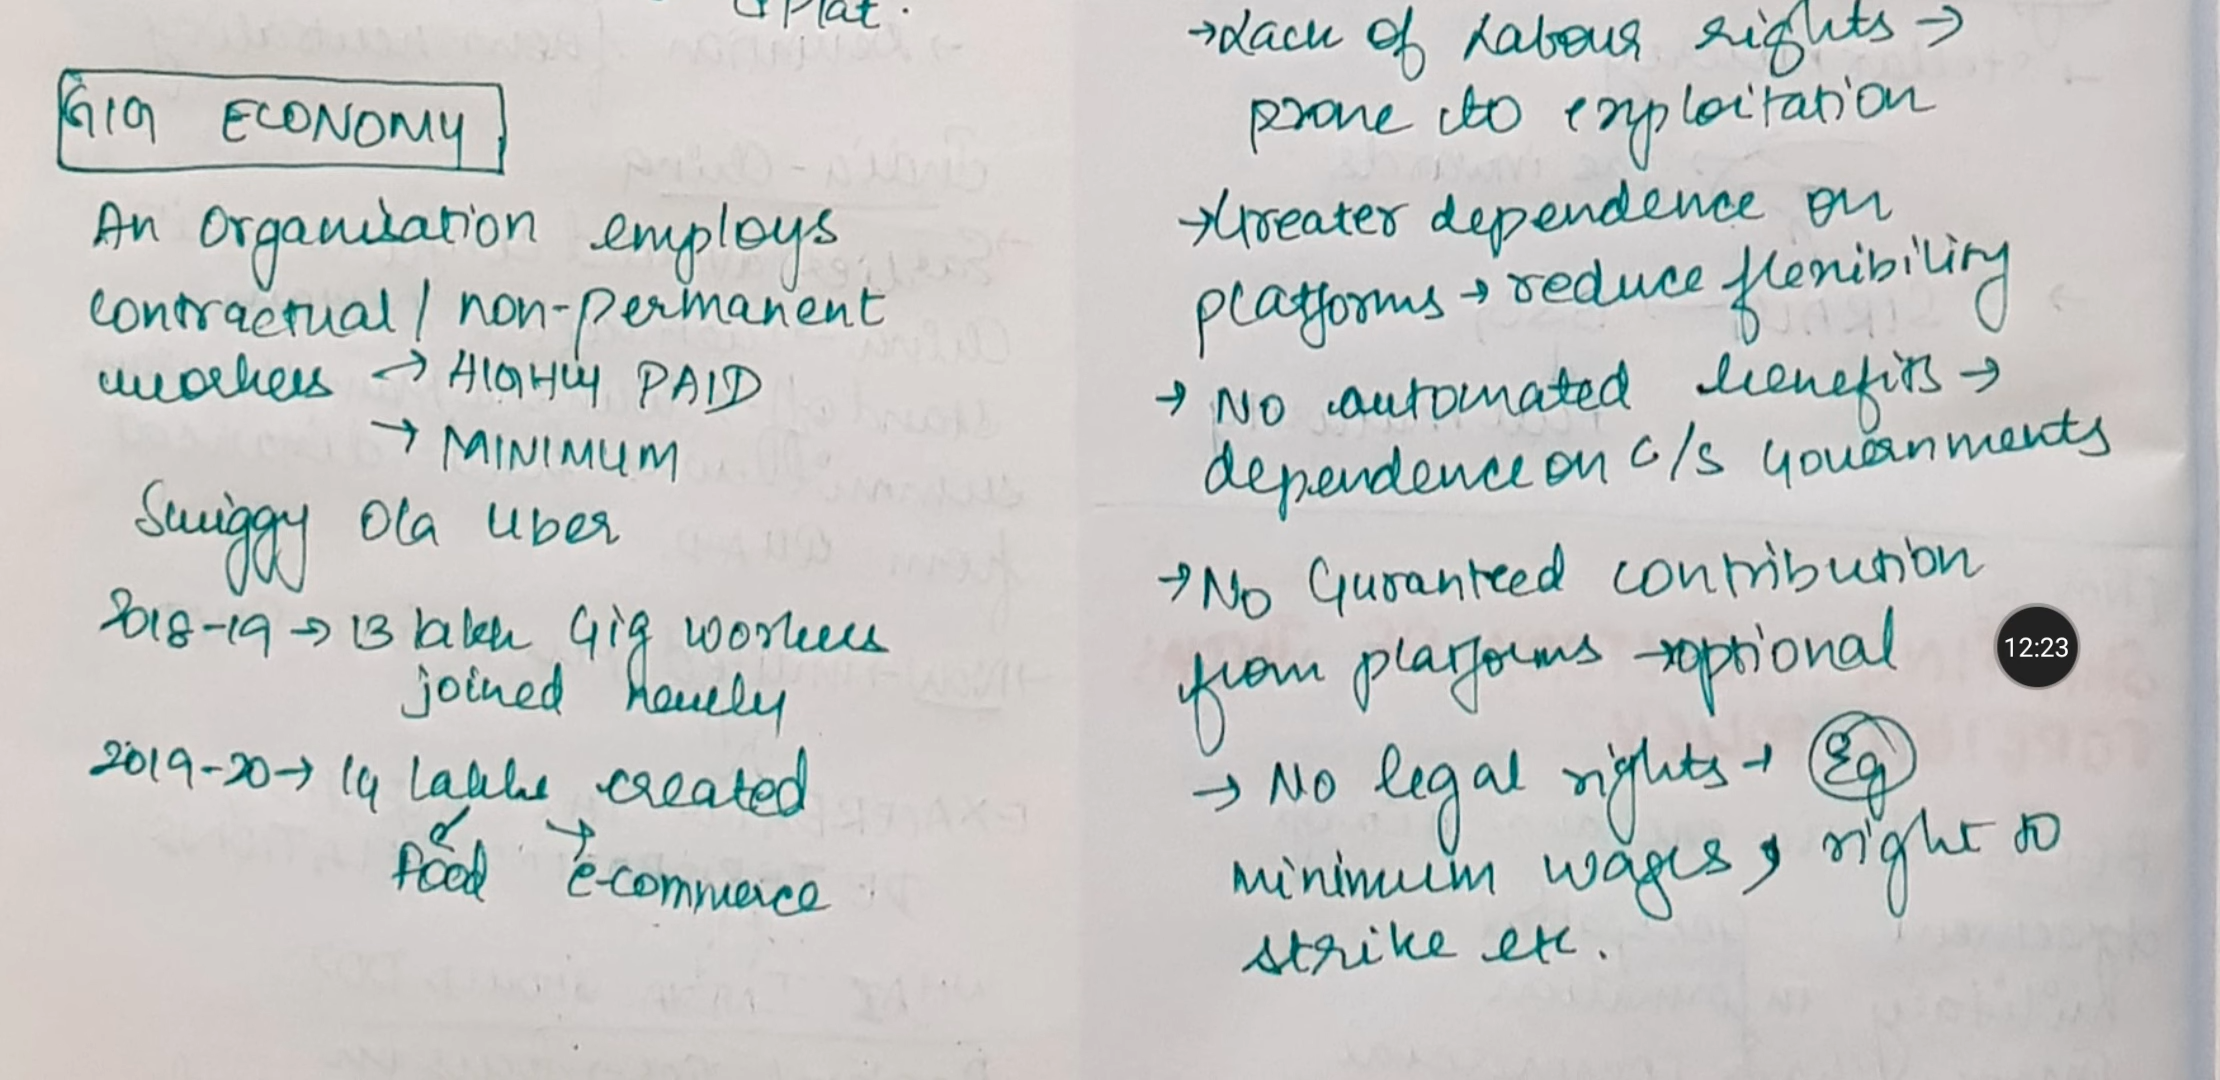 Plat.
GIG ECONOMY
An Organisation employs
contractual / non-permanent
workers → HIGHLY PAID
→ MINIMUM
Swiggy Ola Uber
2018-19 → 13 lakh Gig workers
joined newly
2019-20 → 14 lakhs created
food e-commerce
→ Lack of Labour rights →
prone to exploitation
→ Greater dependence on
platforms → reduce flexibility
→ No automated benefits →
dependence on C/S Governments
→ No Guranteed contribution
from platforms → optional
12:23
→ No legal rights → Eg
minimum wages, right to
strike etc.